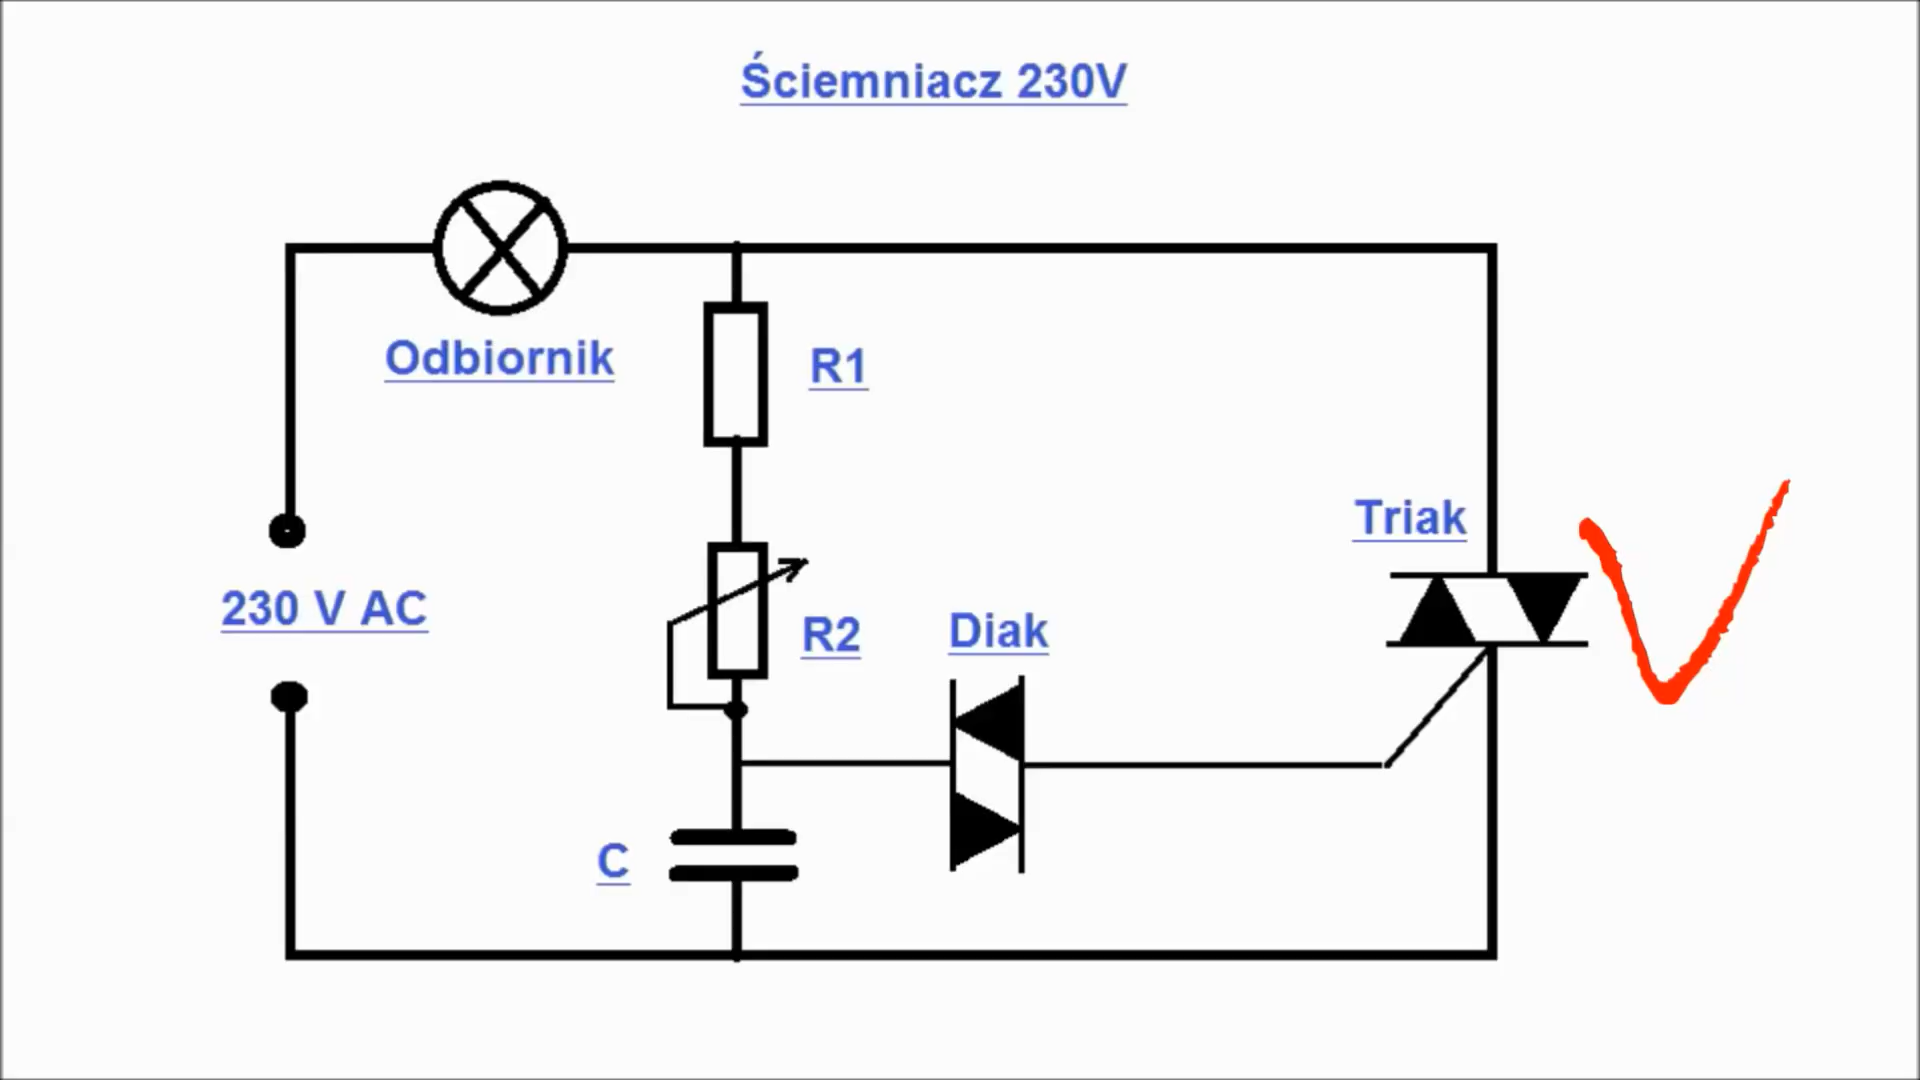 Ściemniacz 230V
Odbiornik
R1
Triak
230 V AC
R2
Diak
C